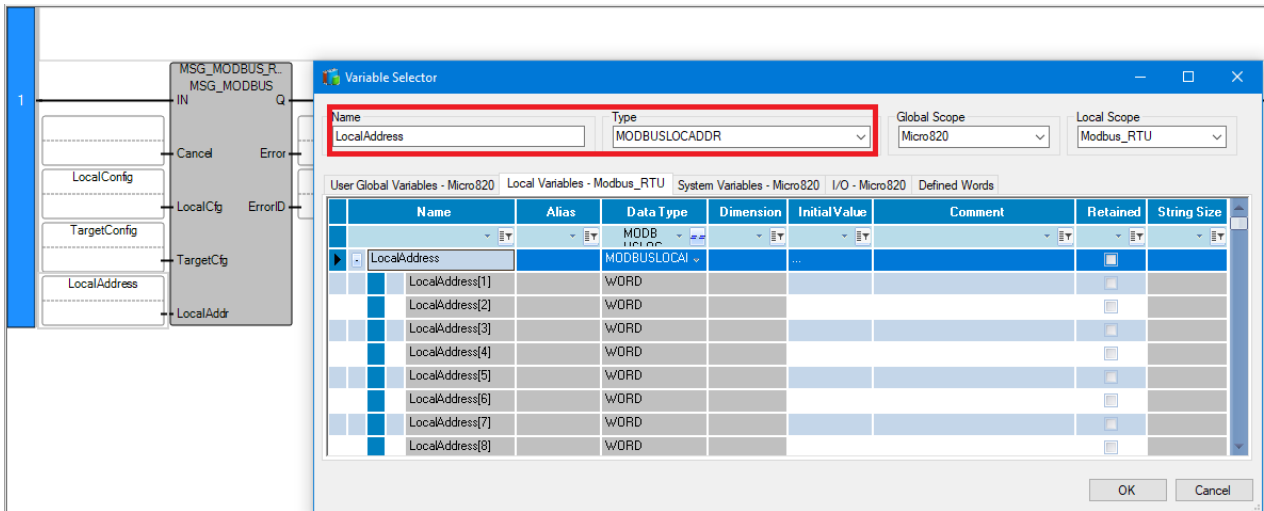 1
MSG_MODBUS_R..
MSG_MODBUS
IN Q
Cancel Error
LocalConfig
LocalCfg ErrorID
TargetConfig
TargetCfg
LocalAddress
LocalAddr
Variable Selector
Name Type Global Scope Local Scope
LocalAddress MODBUSLOCADDR Micro820 Modbus_RTU
User Global Variables - Micro820 Local Variables - Modbus_RTU System Variables - Micro820 I/O - Micro820 Defined Words
Name Alias Data Type Dimension Initial Value Comment Retained String Size
MODB
LocalAddress MODBUSLOCAI ...
LocalAddress[1] WORD
LocalAddress[2] WORD
LocalAddress[3] WORD
LocalAddress[4] WORD
LocalAddress[5] WORD
LocalAddress[6] WORD
LocalAddress[7] WORD
LocalAddress[8] WORD
OK Cancel